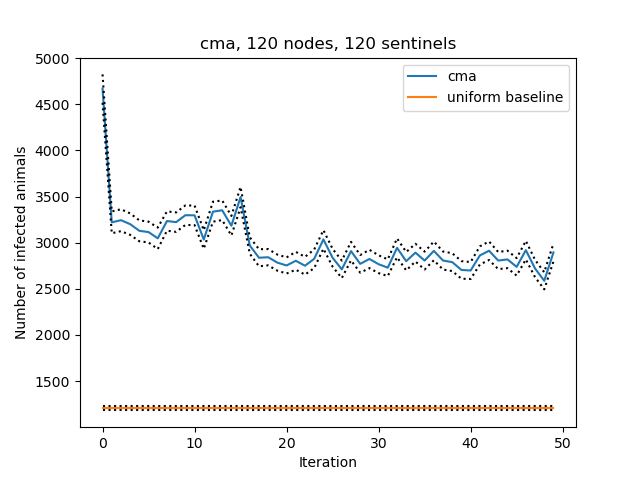 cma, 120 nodes, 120 sentinels
cma
uniform baseline
Number of infected animals
5000
4500
4000
3500
3000
2500
2000
1500
0 10 20 30 40 50
Iteration